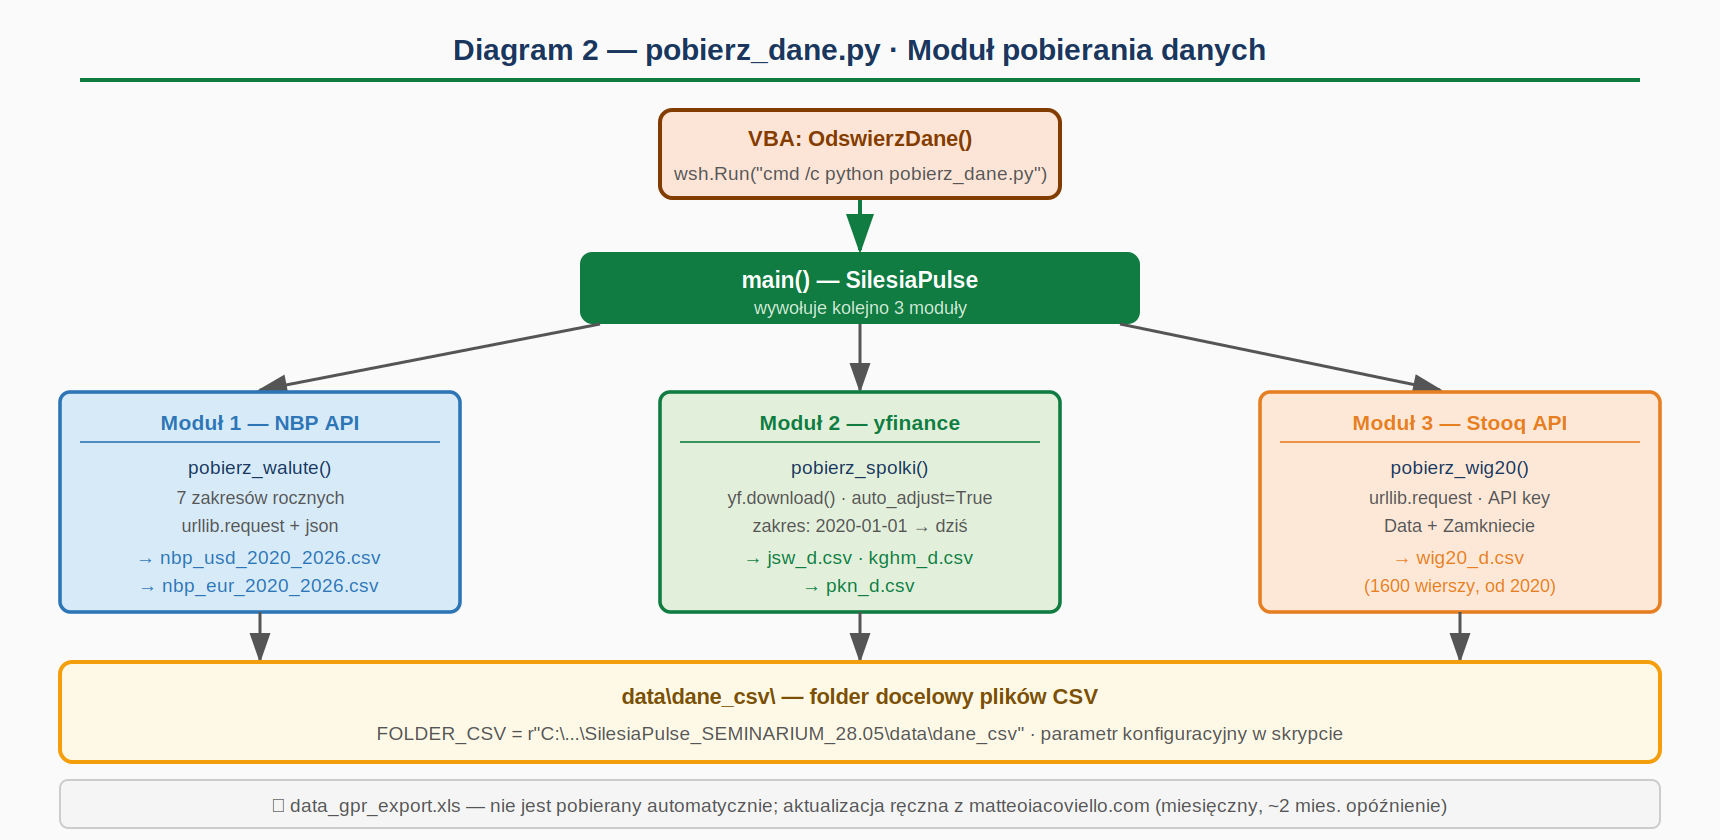 Diagram 2 — pobierz_dane.py · Moduł pobierania danych
VBA: OdswierzDane()
wsh.Run("cmd /c python pobierz_dane.py")
main() — SilesiaPulse
wywołuje kolejno 3 moduły
Moduł 1 — NBP API
pobierz_walute()
7 zakresów rocznych
urllib.request + json
→ nbp_usd_2020_2026.csv
→ nbp_eur_2020_2026.csv
Moduł 2 — yfinance
pobierz_spolki()
yf.download() · auto_adjust=True
zakres: 2020-01-01 → dziś
→ jsw_d.csv · kghm_d.csv
→ pkn_d.csv
Moduł 3 — Stooq API
pobierz_wig20()
urllib.request · API key
Data + Zamkniecie
→ wig20_d.csv
(1600 wierszy, od 2020)
data\dane_csv\ — folder docelowy plików CSV
FOLDER_CSV = r"C:\...\SilesiaPulse_SEMINARIUM_28.05\data\dane_csv" · parametr konfiguracyjny w skrypcie
data_gpr_export.xls — nie jest pobierany automatycznie; aktualizacja ręczna z matteoiacoviello.com (miesięczny, ~2 mies. opóźnienie)